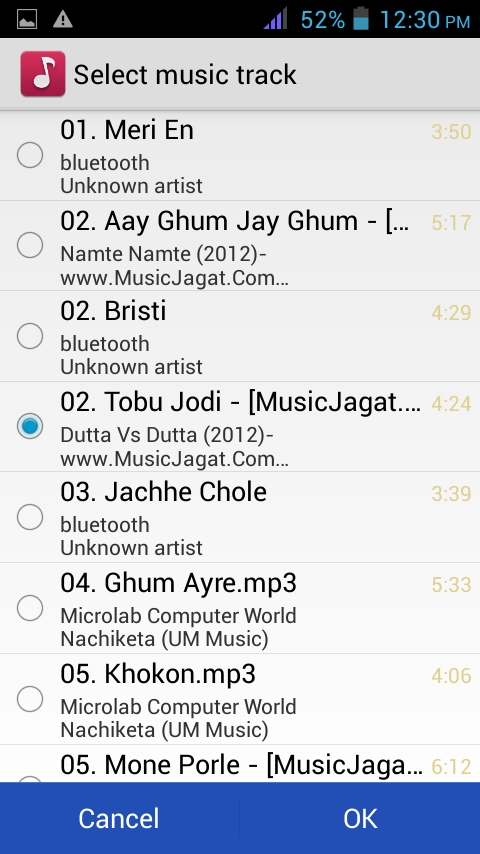 52% 12:30 PM
Select music track
01. Meri En 3:50
bluetooth
Unknown artist
02. Aay Ghum Jay Ghum - [... 5:17
Namte Namte (2012)-
www.MusicJagat.Com...
02. Bristi 4:29
bluetooth
Unknown artist
02. Tobu Jodi - [MusicJagat.... 4:24
Dutta Vs Dutta (2012)-
www.MusicJagat.Com...
03. Jachhe Chole 3:39
bluetooth
Unknown artist
04. Ghum Ayre.mp3 5:33
Microlab Computer World
Nachiketa (UM Music)
05. Khokon.mp3 4:06
Microlab Computer World
Nachiketa (UM Music)
05. Mone Porle - [MusicJaga... 6:12
Cancel OK